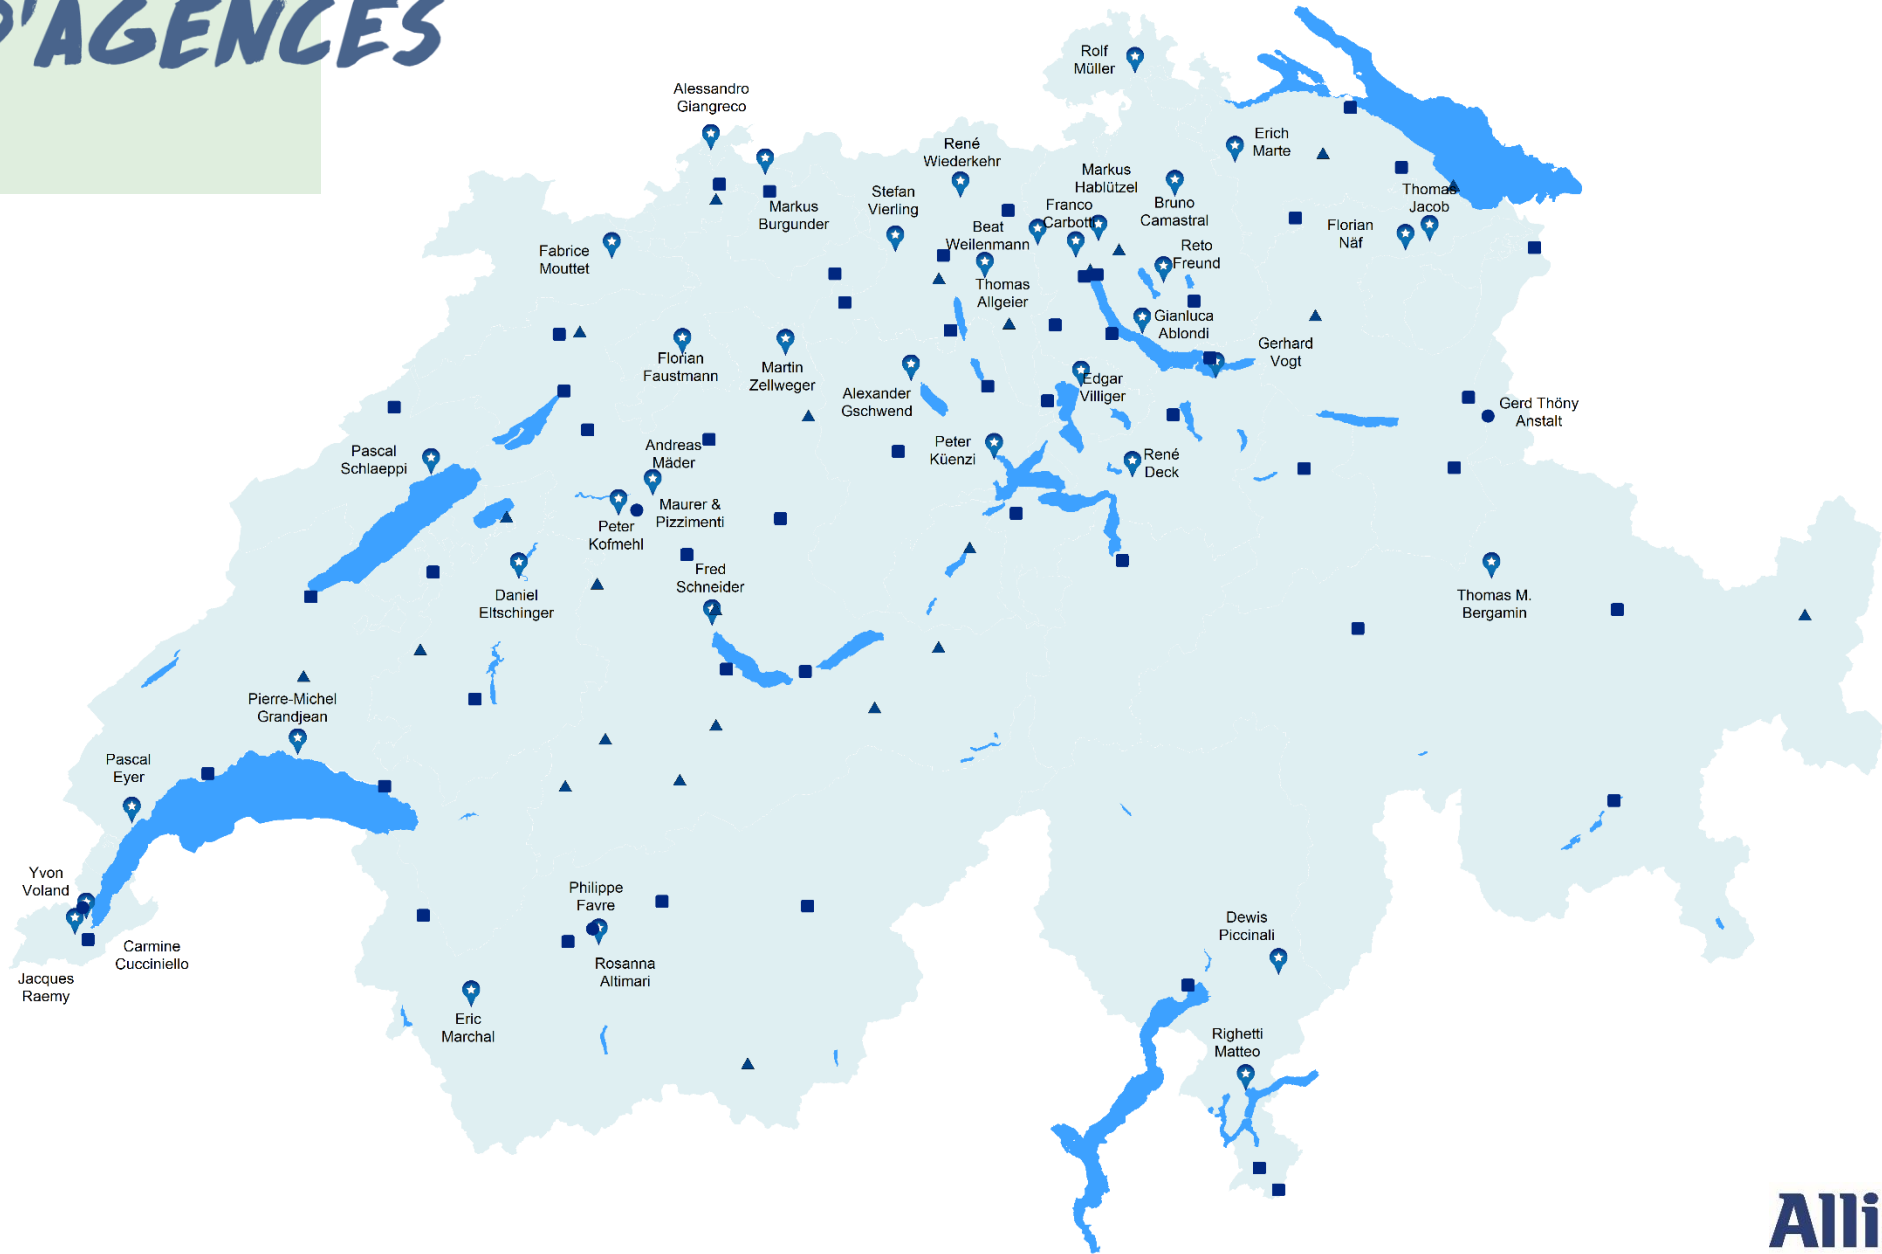 D'AGENCES
Rolf
Müller
Alessandro
Giangreco
Erich
Marte
René
Wiederkehr
Markus
Hablützel
Stefan
Vierling
Thomas
Jacob
Markus
Burgunder
Franco
Carbotti
Bruno
Camastral
Florian
Näf
Beat
Weilenmann
Fabrice
Mouttet
Reto
Freund
Thomas
Allgeier
Gianluca
Ablondi
Gerhard
Vogt
Florian
Faustmann
Martin
Zellweger
Edgar
Villiger
Alexander
Gschwend
Gerd Thöny
Anstalt
Pascal
Schlaeppi
Andreas
Mäder
Peter
Küenzi
René
Deck
Maurer &
Pizzimenti
Peter
Kofmehl
Fred
Schneider
Daniel
Eltschinger
Thomas M.
Bergamin
Pierre-Michel
Grandjean
Pascal
Eyer
Yvon
Voland
Philippe
Favre
Dewis
Piccinali
Carmine
Cucciniello
Rosanna
Altimari
Jacques
Raemy
Eric
Marchal
Righetti
Matteo
Alli